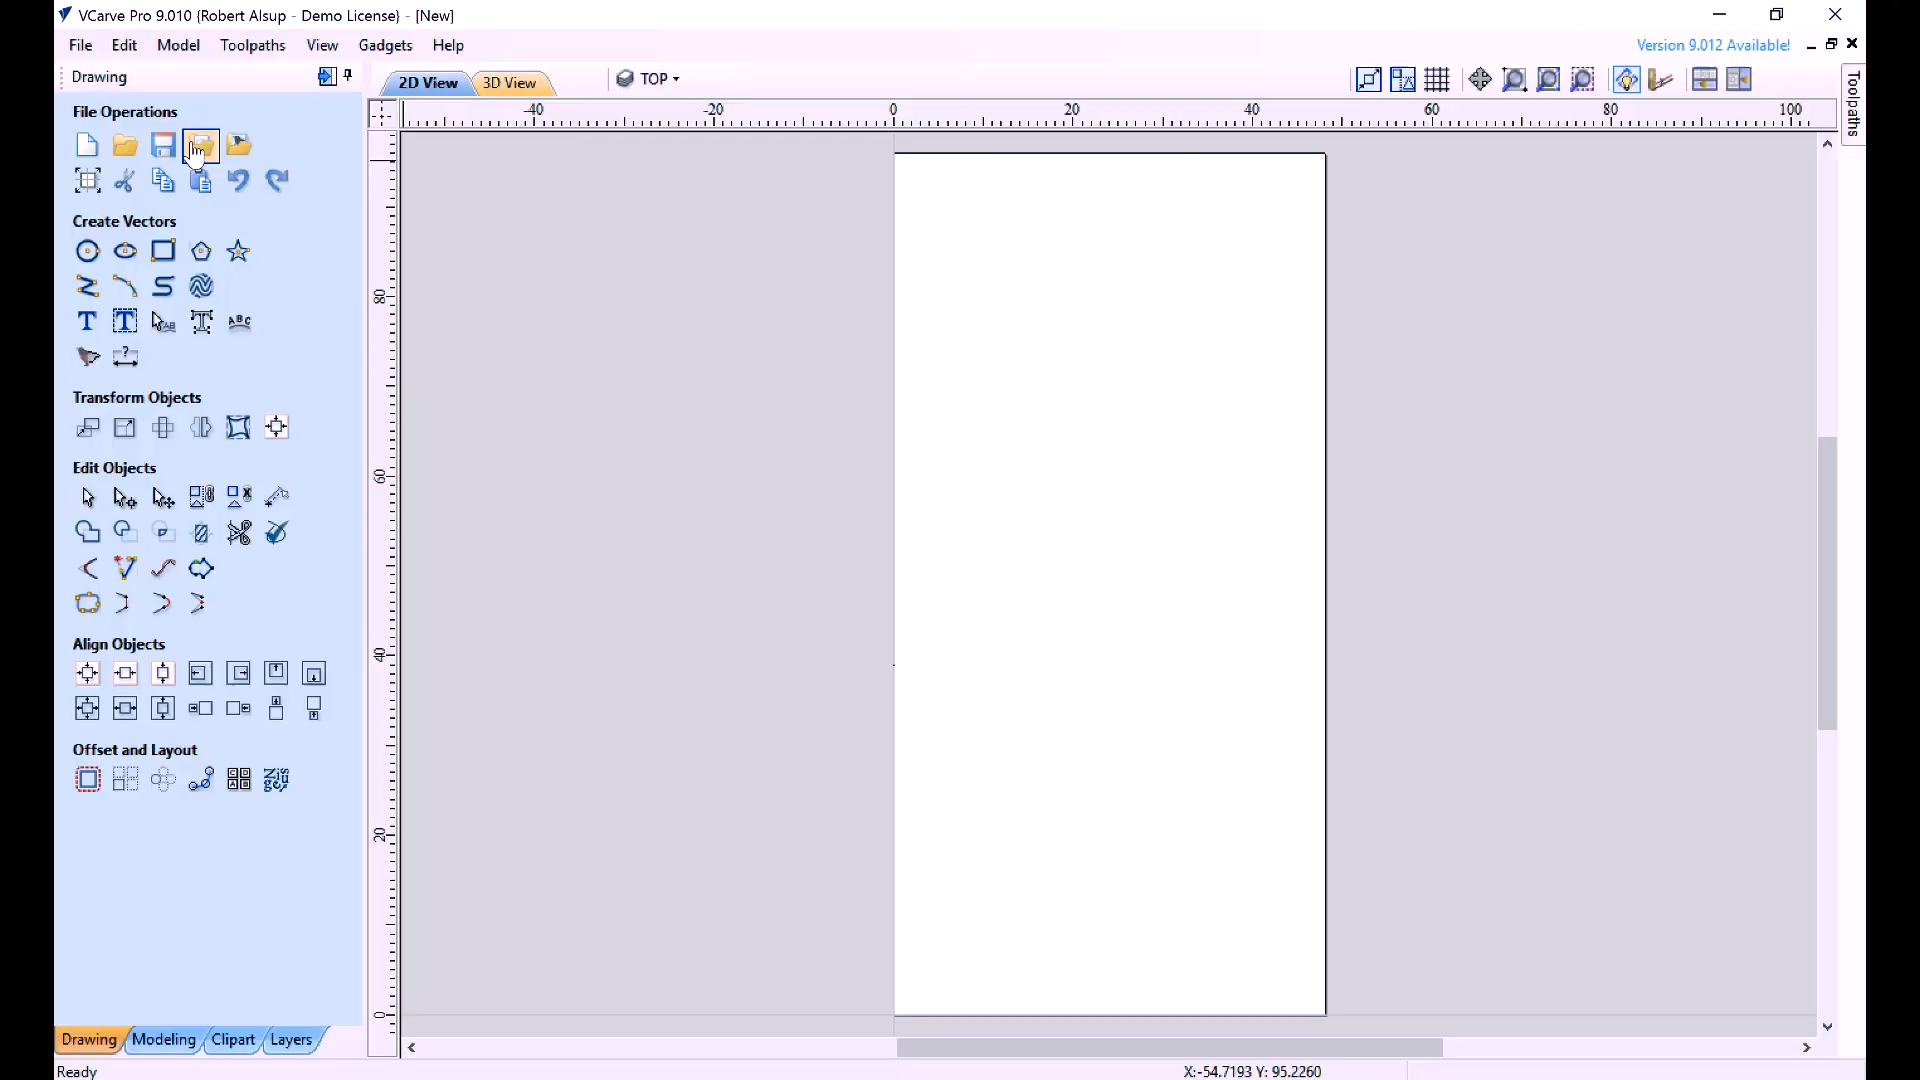 VCarve Pro 9.010 {Robert Alsup - Demo License} - [New]
File Edit Model Toolpaths View Gadgets Help
Version 9.012 Available!
Drawing
2D View 3D View TOP
Toolpaths
File Operations
-40 -20 0 20 40 60 80 100
Create Vectors
T T AB T ABC
?
80
Transform Objects
Edit Objects
60
Align Objects
40
Offset and Layout
20
0
Drawing Modeling Clipart Layers
Ready
X:-54.7193 Y: 95.2260